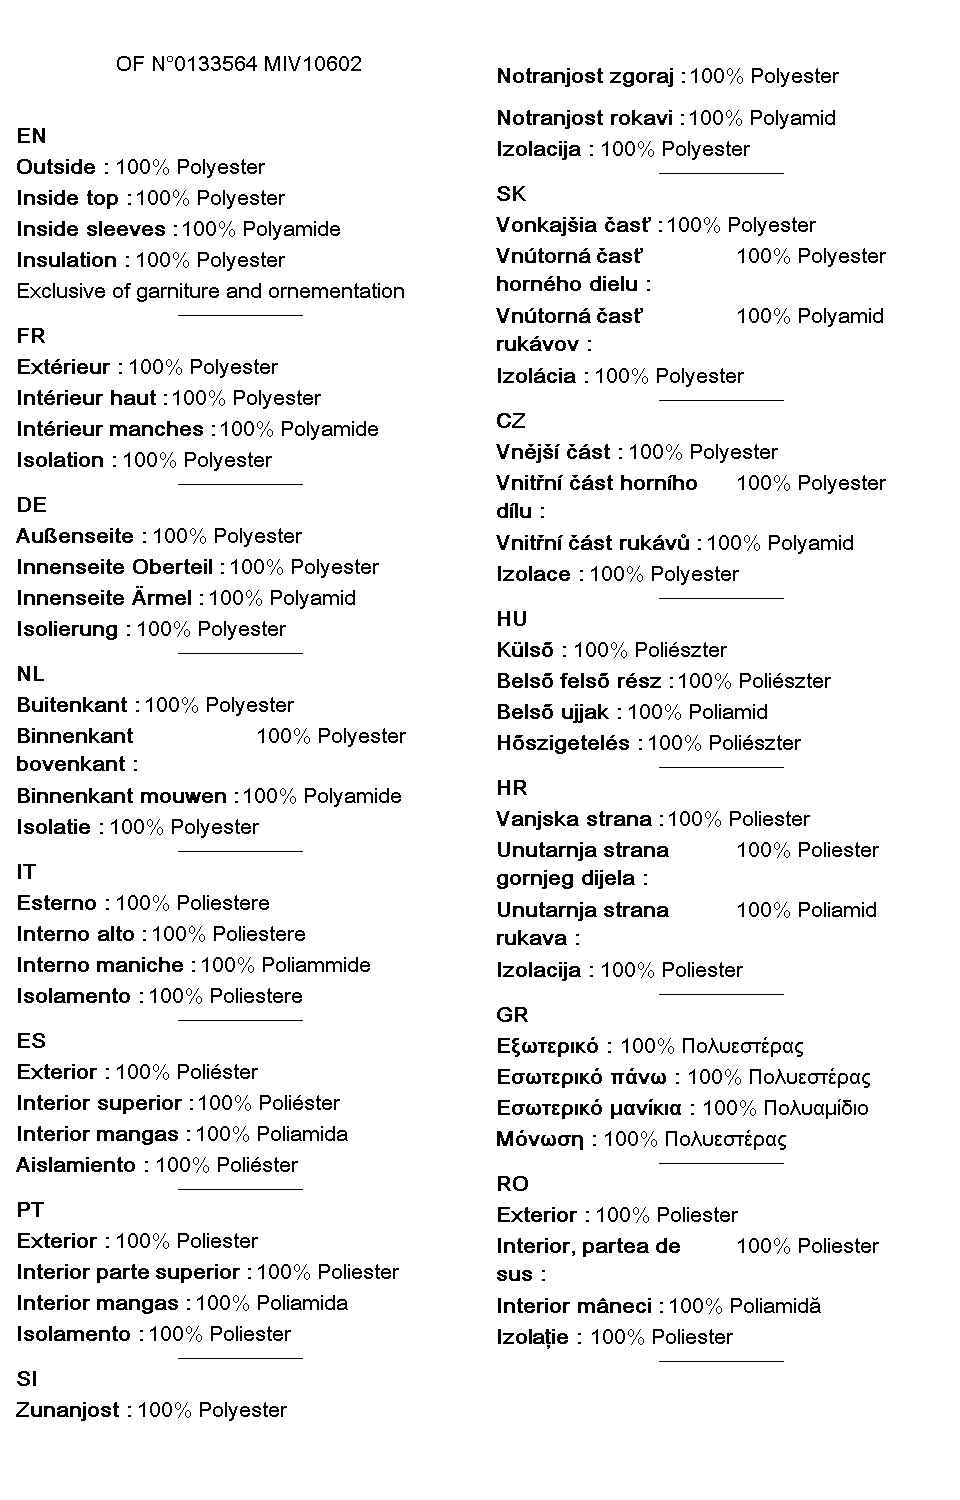 OF N°0133564 MIV10602
EN
Outside : 100% Polyester
Inside top : 100% Polyester
Inside sleeves : 100% Polyamide
Insulation : 100% Polyester
Exclusive of garniture and ornementation
FR
Extérieur : 100% Polyester
Intérieur haut : 100% Polyester
Intérieur manches : 100% Polyamide
Isolation : 100% Polyester
DE
Außenseite : 100% Polyester
Innenseite Oberteil : 100% Polyester
Innenseite Ärmel : 100% Polyamid
Isolierung : 100% Polyester
NL
Buitenkant : 100% Polyester
Binnenkant 100% Polyester
bovenkant :
Binnenkant mouwen : 100% Polyamide
Isolatie : 100% Polyester
IT
Esterno : 100% Poliestere
Interno alto : 100% Poliestere
Interno maniche : 100% Poliammide
Isolamento : 100% Poliestere
ES
Exterior : 100% Poliéster
Interior superior : 100% Poliéster
Interior mangas : 100% Poliamida
Aislamiento : 100% Poliéster
PT
Exterior : 100% Poliester
Interior parte superior : 100% Poliester
Interior mangas : 100% Poliamida
Isolamento : 100% Poliester
SI
Zunanjost : 100% Polyester
Notranjost zgoraj : 100% Polyester
Notranjost rokavi : 100% Polyamid
Izolacija : 100% Polyester
SK
Vonkajšia časť : 100% Polyester
Vnútorná časť 100% Polyester
horného dielu :
Vnútorná časť 100% Polyamid
rukávov :
Izolácia : 100% Polyester
CZ
Vnější část : 100% Polyester
Vnitřní část horního 100% Polyester
dílu :
Vnitřní část rukávů : 100% Polyamid
Izolace : 100% Polyester
HU
Külső : 100% Poliészter
Belső felső rész : 100% Poliészter
Belső ujjak : 100% Poliamid
Hőszigetelés : 100% Poliészter
HR
Vanjska strana : 100% Poliester
Unutarnja strana 100% Poliester
gornjeg dijela :
Unutarnja strana 100% Poliamid
rukava :
Izolacija : 100% Poliester
GR
Εξωτερικό : 100% Πολυεστέρας
Εσωτερικό πάνω : 100% Πολυεστέρας
Εσωτερικό μανίκια : 100% Πολυαμίδιο
Μόνωση : 100% Πολυεστέρας
RO
Exterior : 100% Poliester
Interior, partea de 100% Poliester
sus :
Interior mâneci : 100% Poliamidă
Izolaţie : 100% Poliester